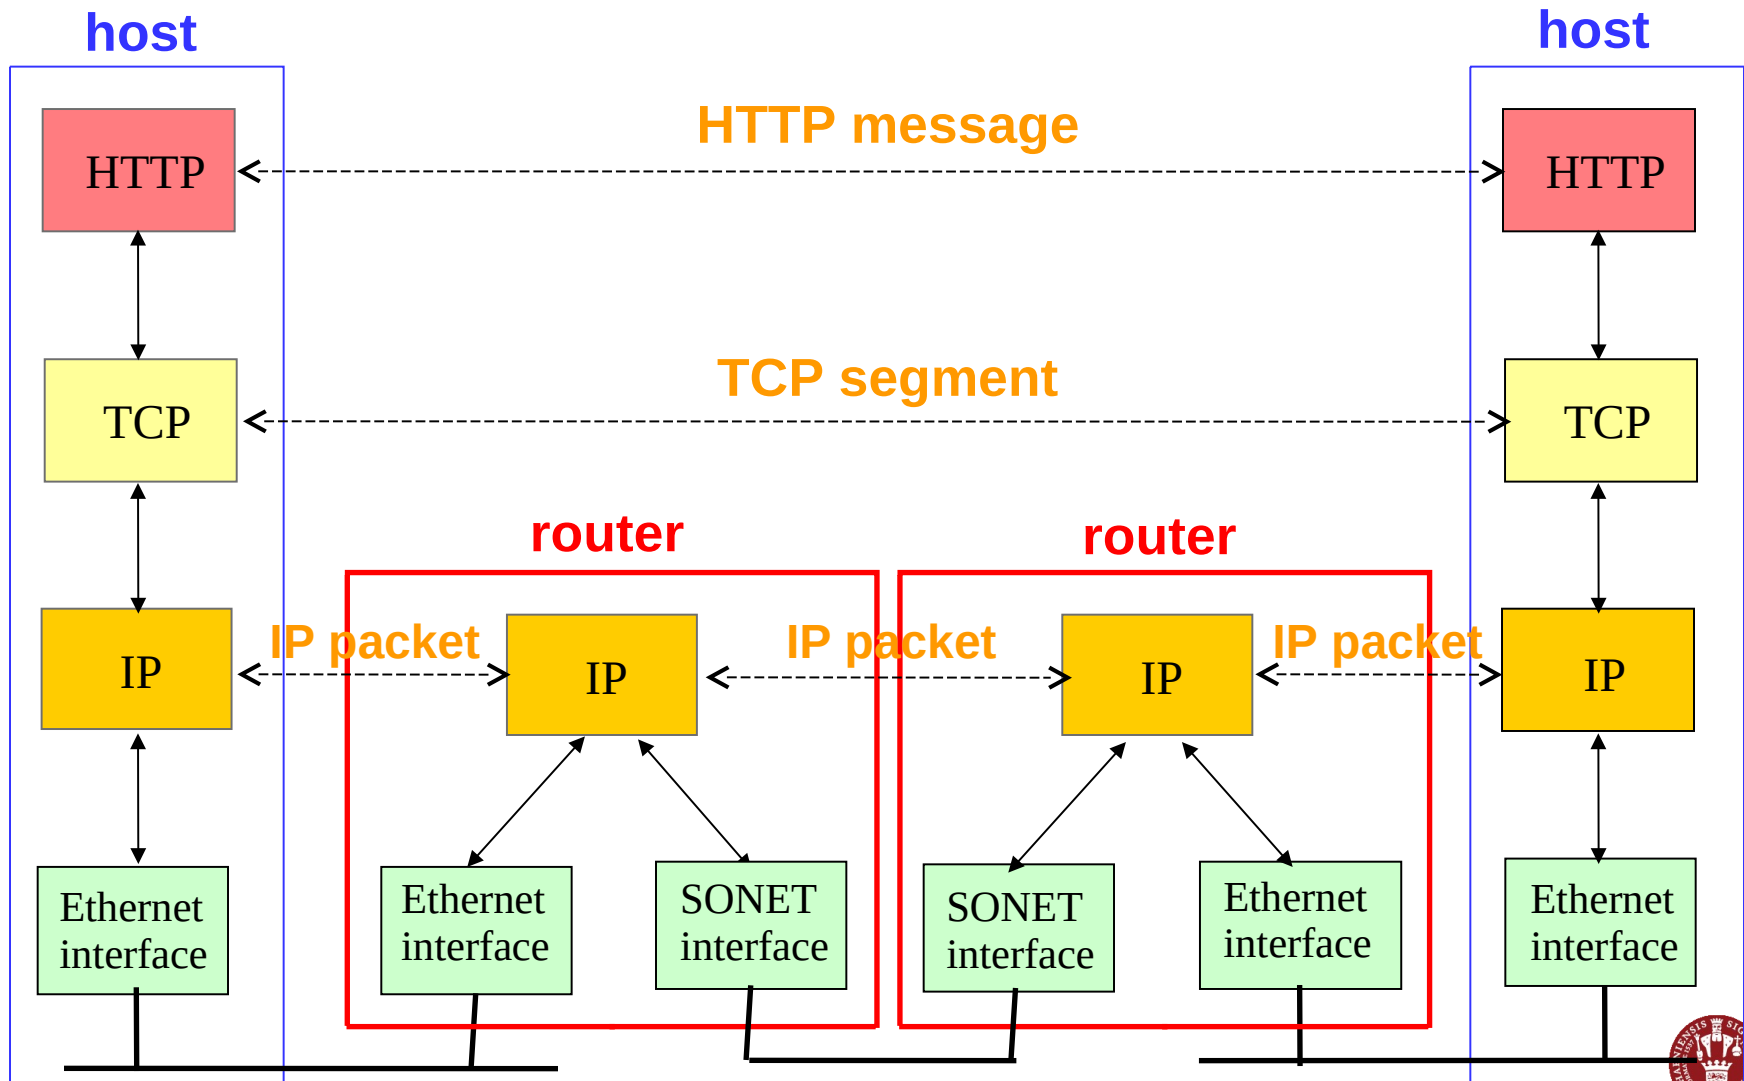 host
host
HTTP message
HTTP
HTTP
TCP segment
TCP
TCP
router
router
IP packet
IP packet
IP packet
IP
IP
IP
IP
Ethernet
interface
Ethernet
interface
SONET
interface
SONET
interface
Ethernet
interface
Ethernet
interface